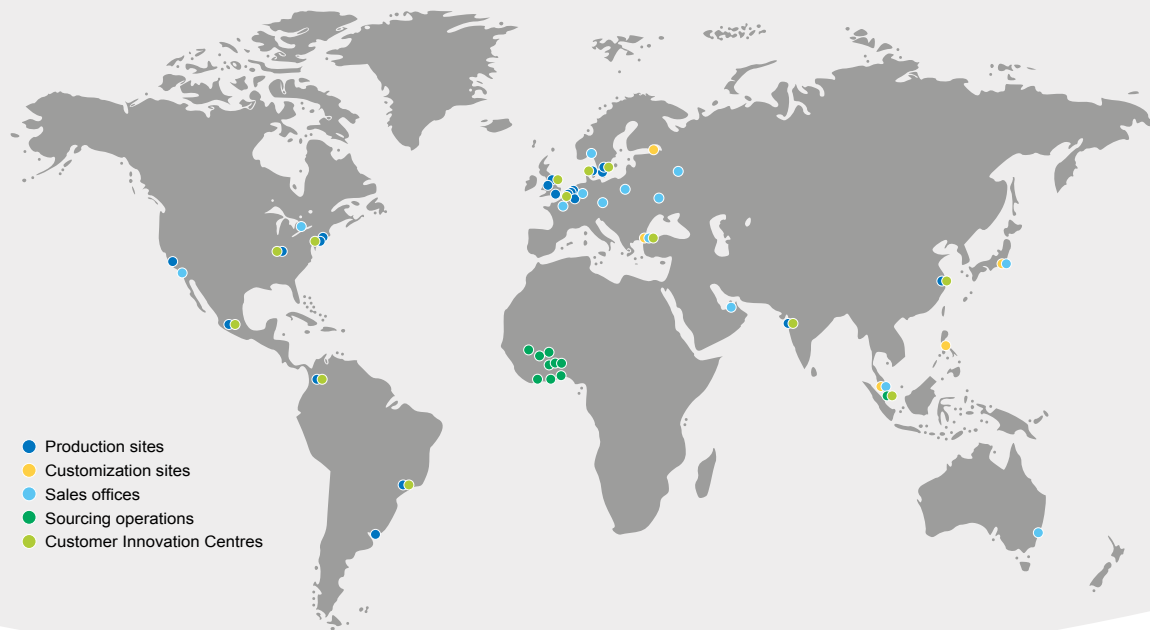 Production sites
Customization sites
Sales offices
Sourcing operations
Customer Innovation Centres